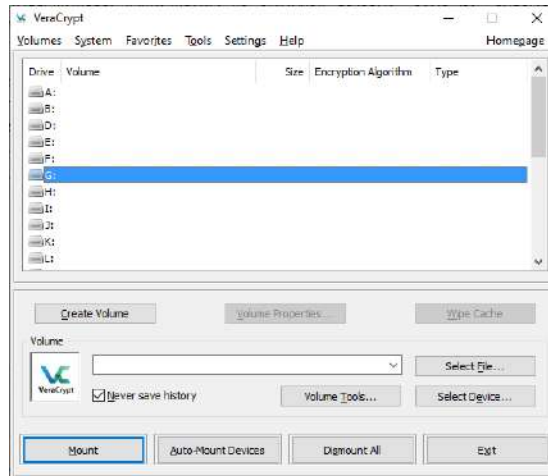 VeraCrypt
Volumes System Favorites Tools Settings Help Homepage
Drive Volume Size Encryption Algorithm Type
A:
B:
D:
E:
F:
G:
H:
I:
J:
K:
L:
Create Volume Volume Properties... Wipe Cache
Volume
VeraCrypt
Select File...
Never save history Volume Tools... Select Device...
Mount Auto-Mount Devices Dismount All Exit